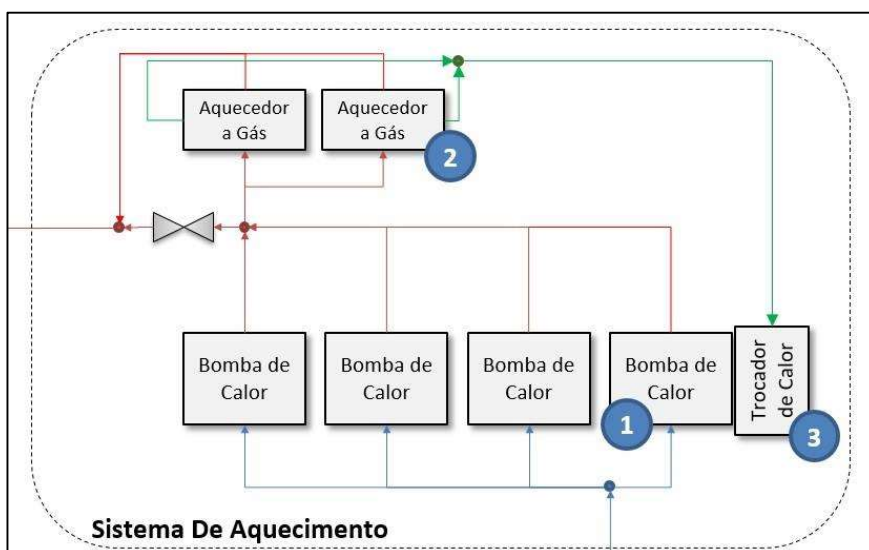 Aquecedor
a Gás
Aquecedor
a Gás
2
Bomba de
Calor
Bomba de
Calor
Bomba de
Calor
Bomba de
Calor
1
Trocador
de Calor
3
Sistema De Aquecimento